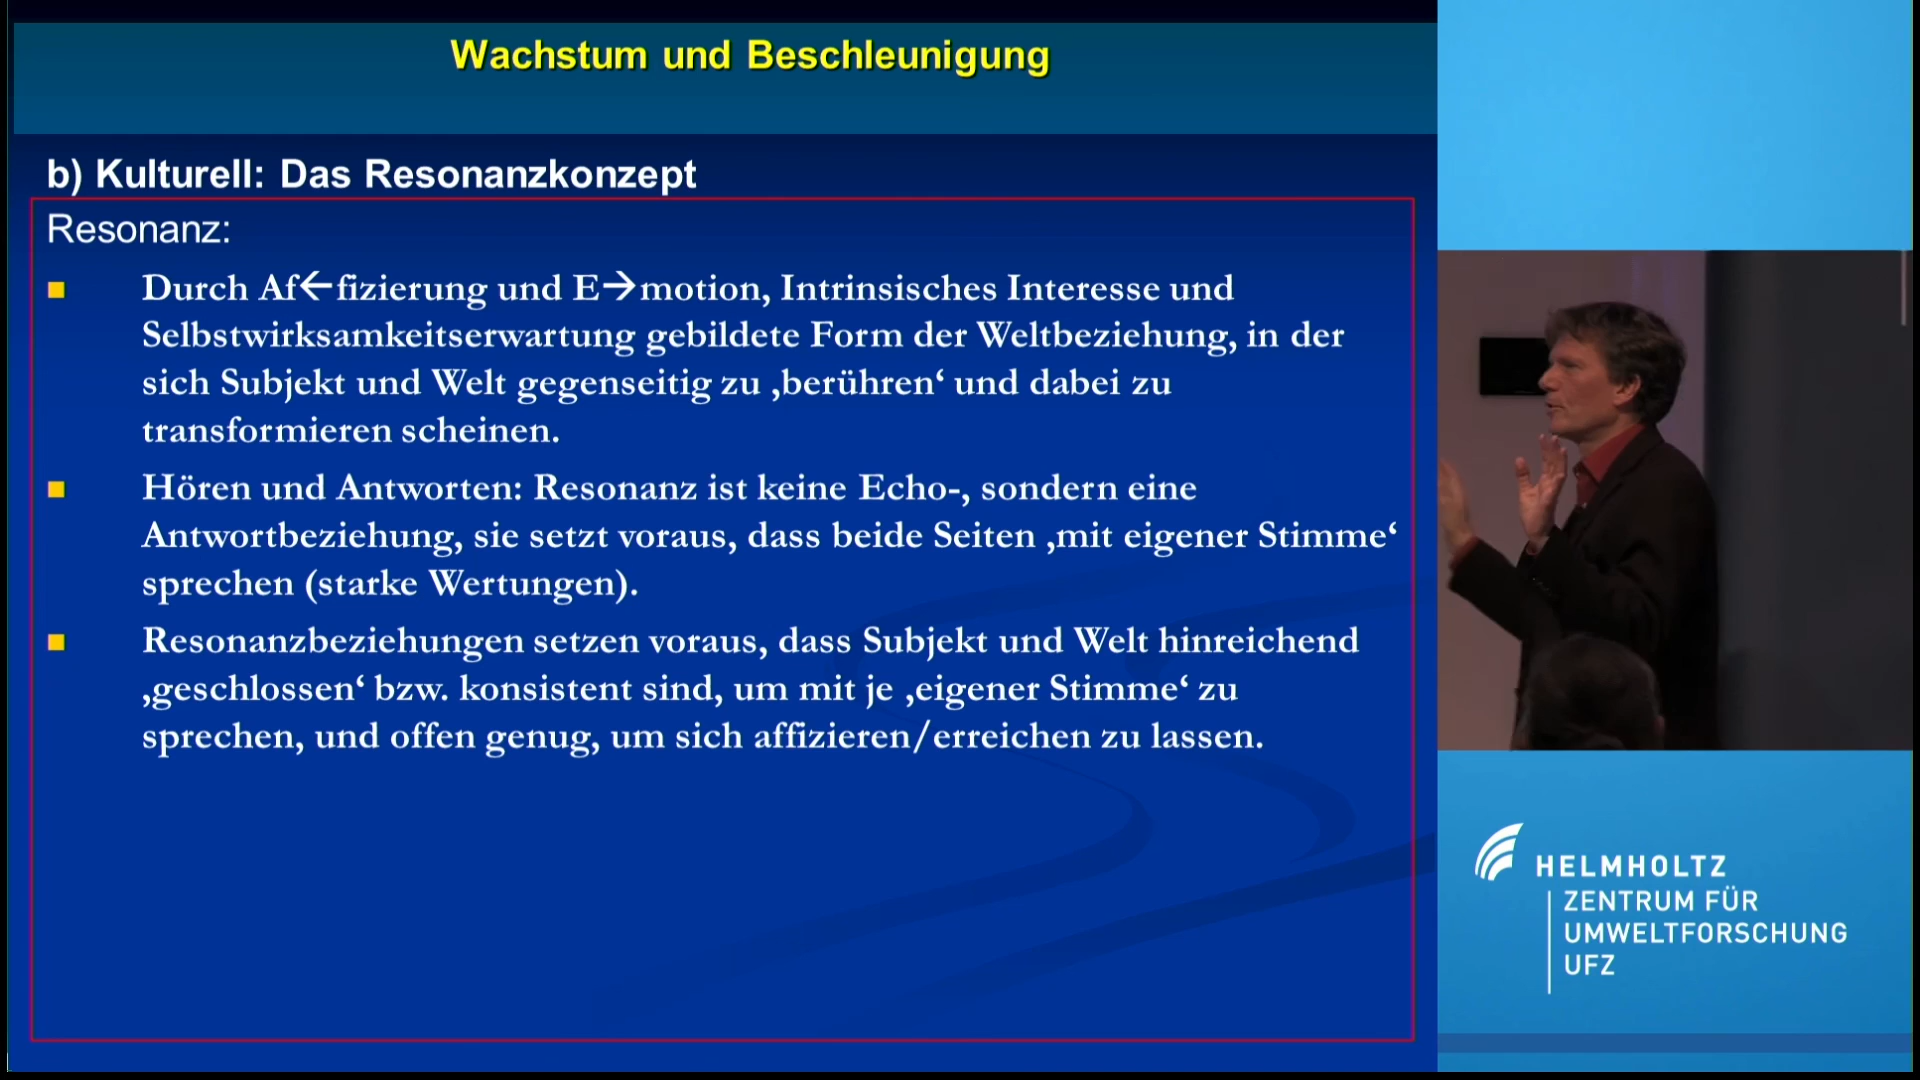 Wachstum und Beschleunigung
b) Kulturell: Das Resonanzkonzept
Resonanz:
Durch Af←fizierung und E→motion, Intrinsisches Interesse und
Selbstwirksamkeitserwartung gebildete Form der Weltbeziehung, in der
sich Subjekt und Welt gegenseitig zu ‚berühren‘ und dabei zu
transformieren scheinen.
Hören und Antworten: Resonanz ist keine Echo-, sondern eine
Antwortbeziehung, sie setzt voraus, dass beide Seiten ‚mit eigener Stimme‘
sprechen (starke Wertungen).
Resonanzbeziehungen setzen voraus, dass Subjekt und Welt hinreichend
‚geschlossen‘ bzw. konsistent sind, um mit je ‚eigener Stimme‘ zu
sprechen, und offen genug, um sich affizieren/erreichen zu lassen.
HELMHOLTZ
ZENTRUM FÜR
UMWELTFORSCHUNG
UFZ